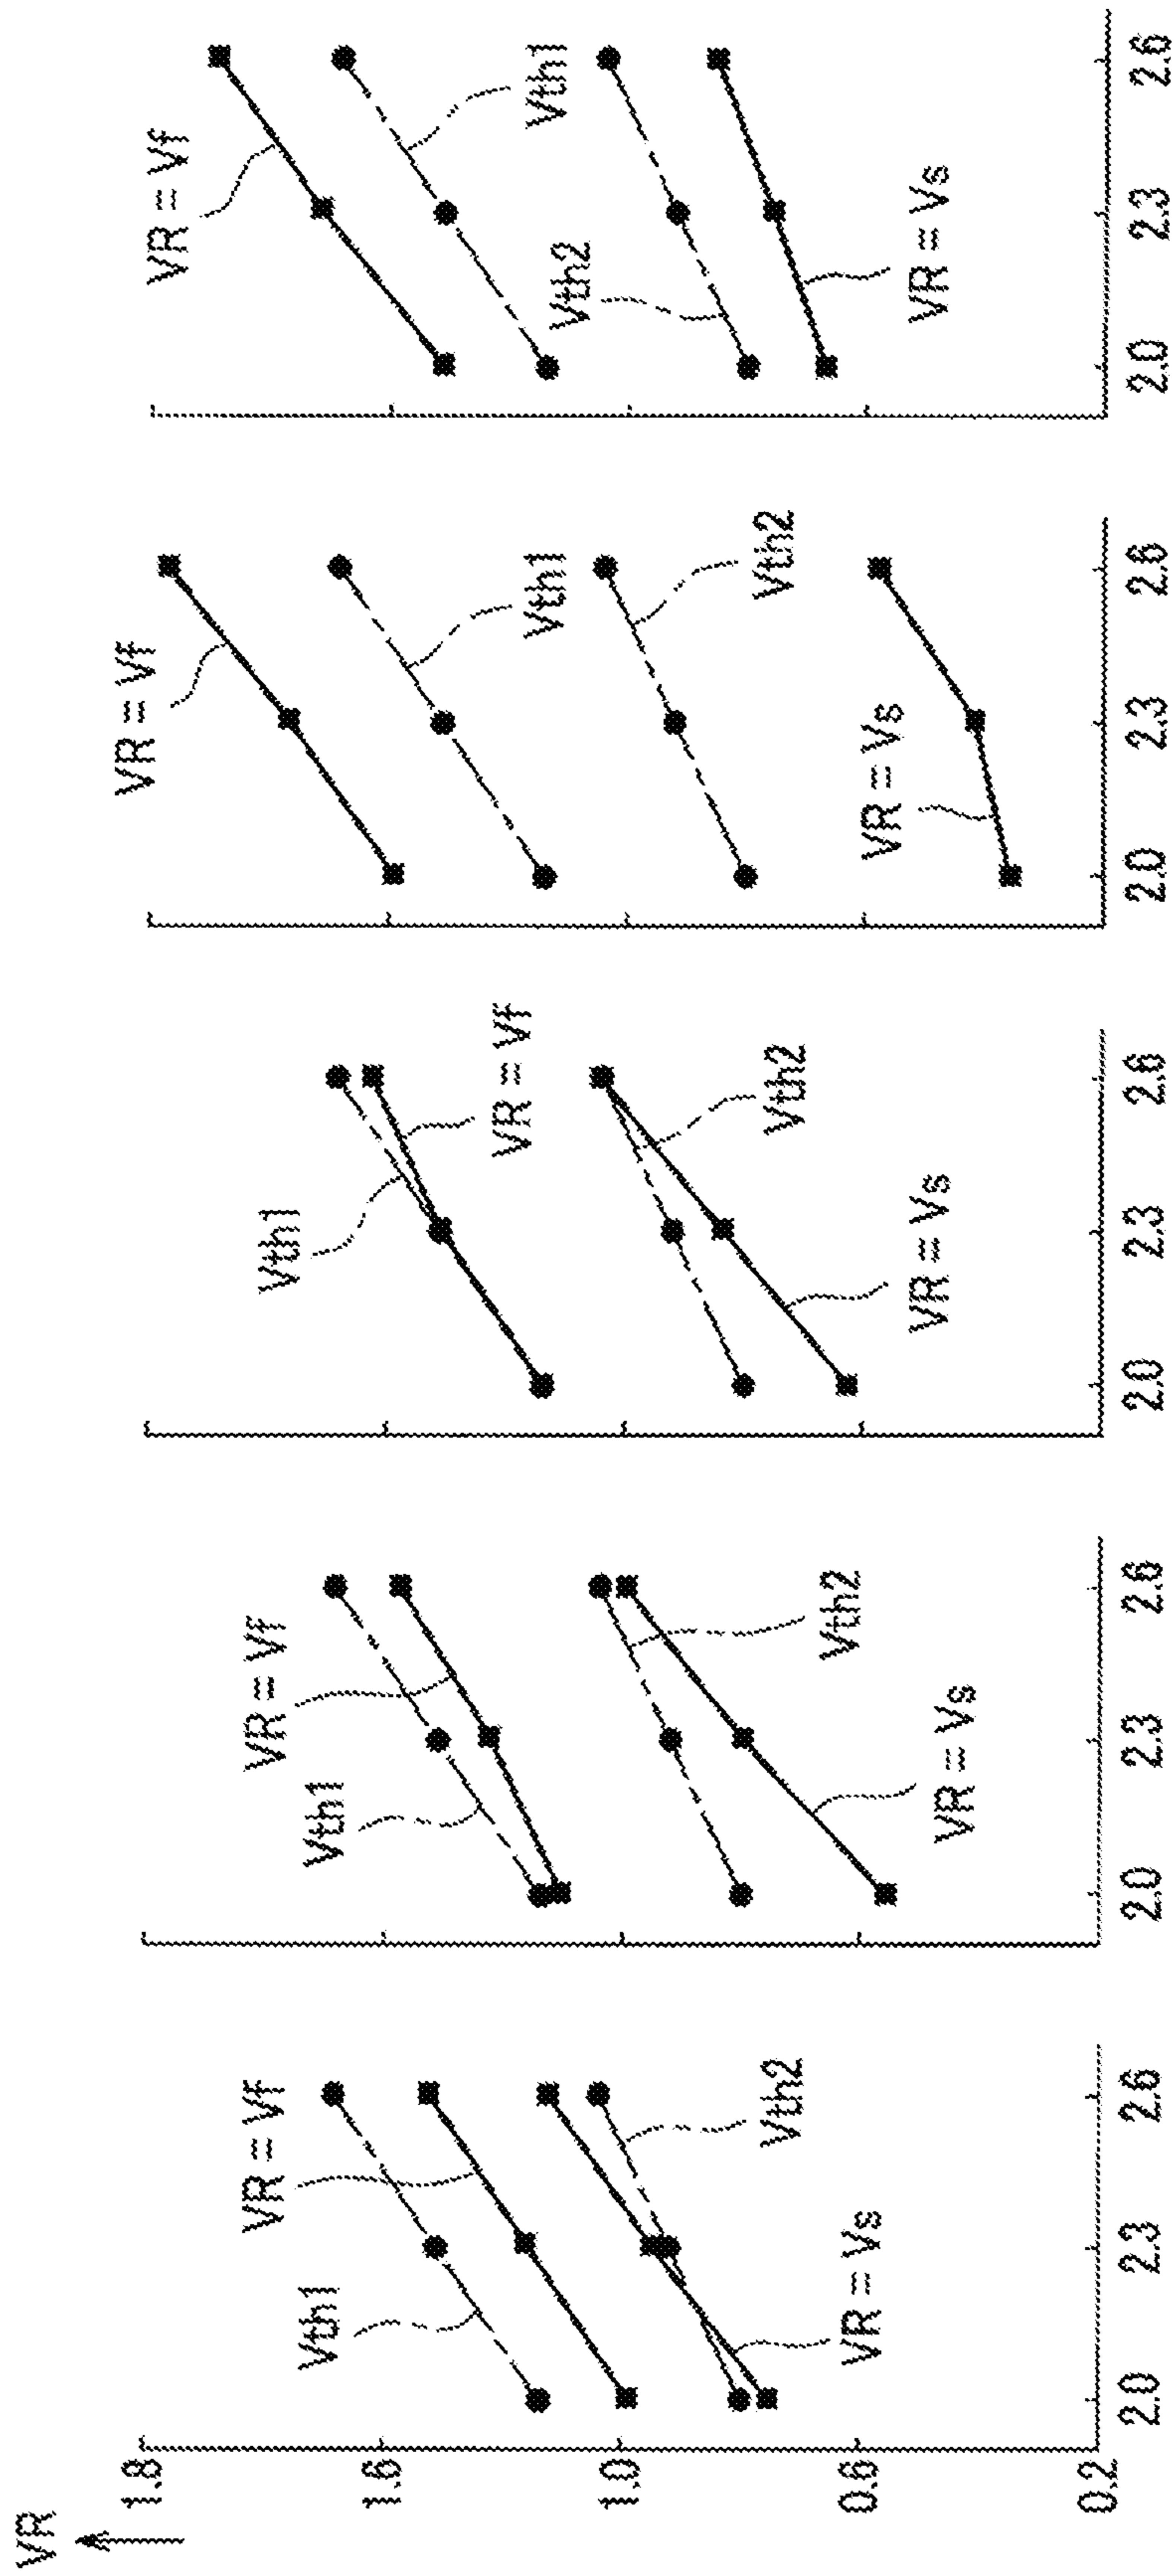 VR
1.8
1.6
1.0
0.6
0.2
VR = Vf
Vth1
Vth2
VR = Vs
2.0 2.3 2.6
VR = Vf
Vth1
Vth2
VR = Vs
2.0 2.3 2.6
Vth1
VR = Vf
Vth2
VR = Vs
2.0 2.3 2.6
VR = Vf
Vth1
Vth2
VR = Vs
2.0 2.3 2.6
VR = Vf
Vth1
Vth2
VR = Vs
2.0 2.3 2.6